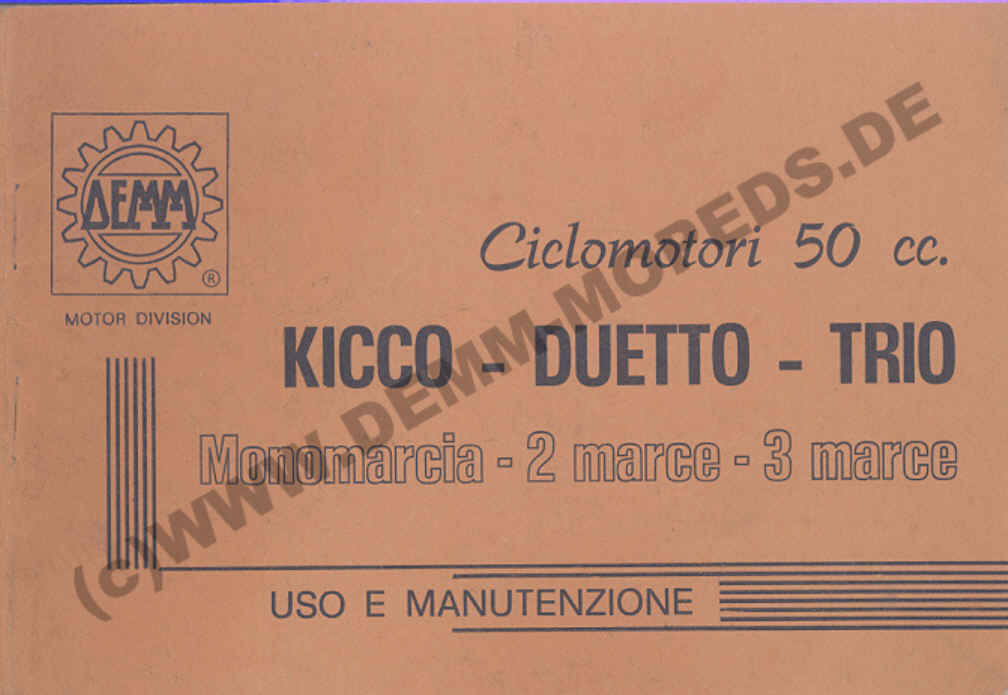 DEMM
®
MOTOR DIVISION
Ciclomotori 50 cc.
KICCO - DUETTO - TRIO
Monomarcia - 2 marce - 3 marce
USO E MANUTENZIONE
(c)WWW.DEMM-MOPEDS.DE